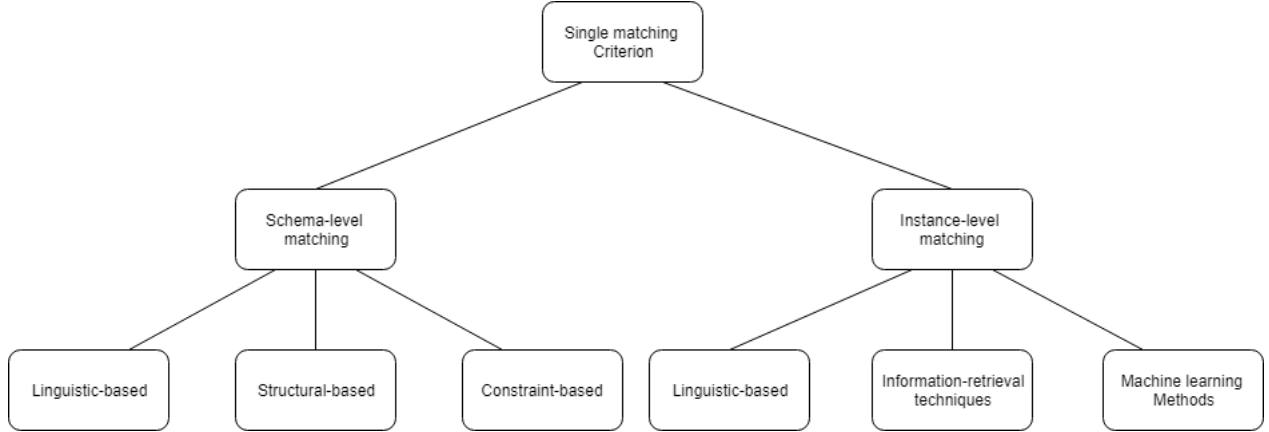 Single matching
Criterion
Schema-level
matching
Instance-level
matching
Linguistic-based
Structural-based
Constraint-based
Linguistic-based
Information-retrieval
techniques
Machine learning
Methods